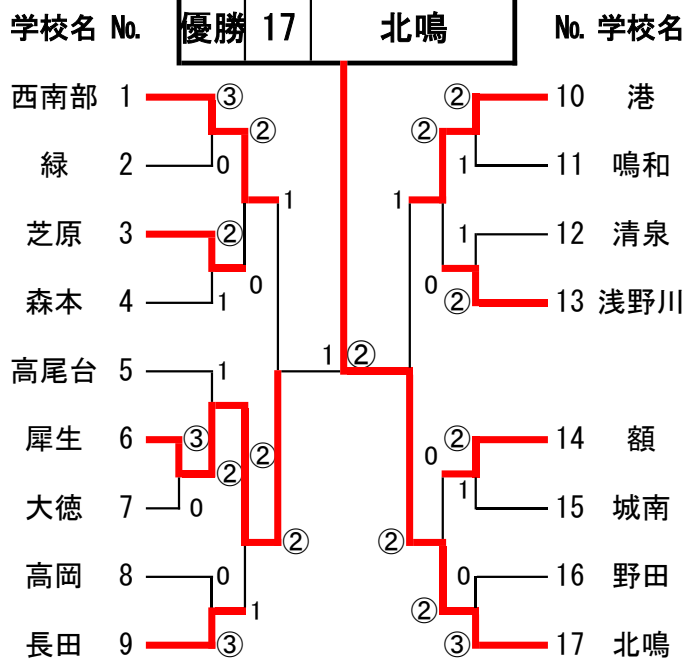 学校名 No. 優勝 17 北鳴 No. 学校名
西南部 1 ③ ② 10 港
② ②
緑 2 0 1 11 鳴和
1 1
芝原 3 ② 1 12 清泉
0 0
森本 4 1 ② 13 浅野川
1 ②
高尾台 5 1
犀生 6 ③ ② 0 ② 14 額
②
大徳 7 0 1 15 城南
② ②
高岡 8 0 0 16 野田
1 ②
長田 9 ③ ③ 17 北鳴